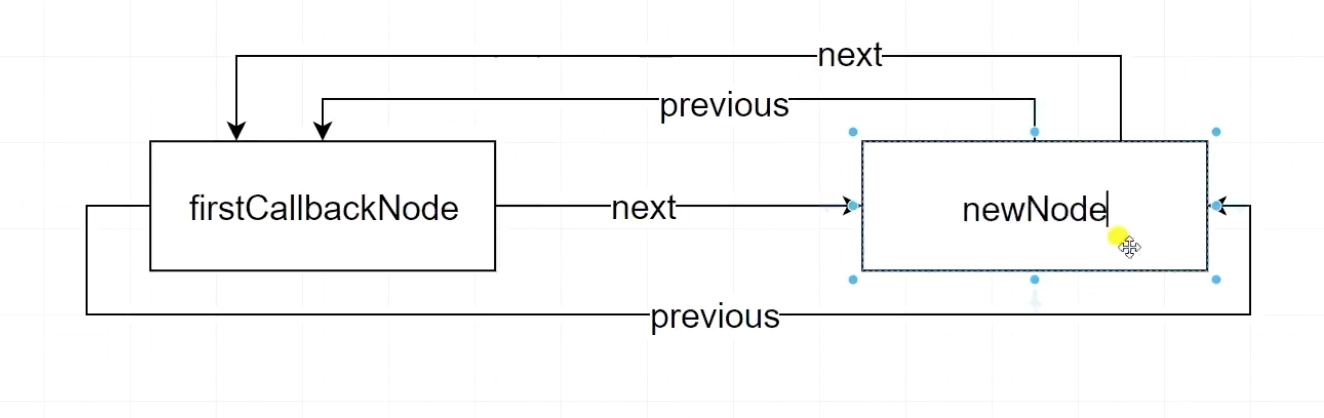 next
previous
firstCallbackNode
next
newNode
previous